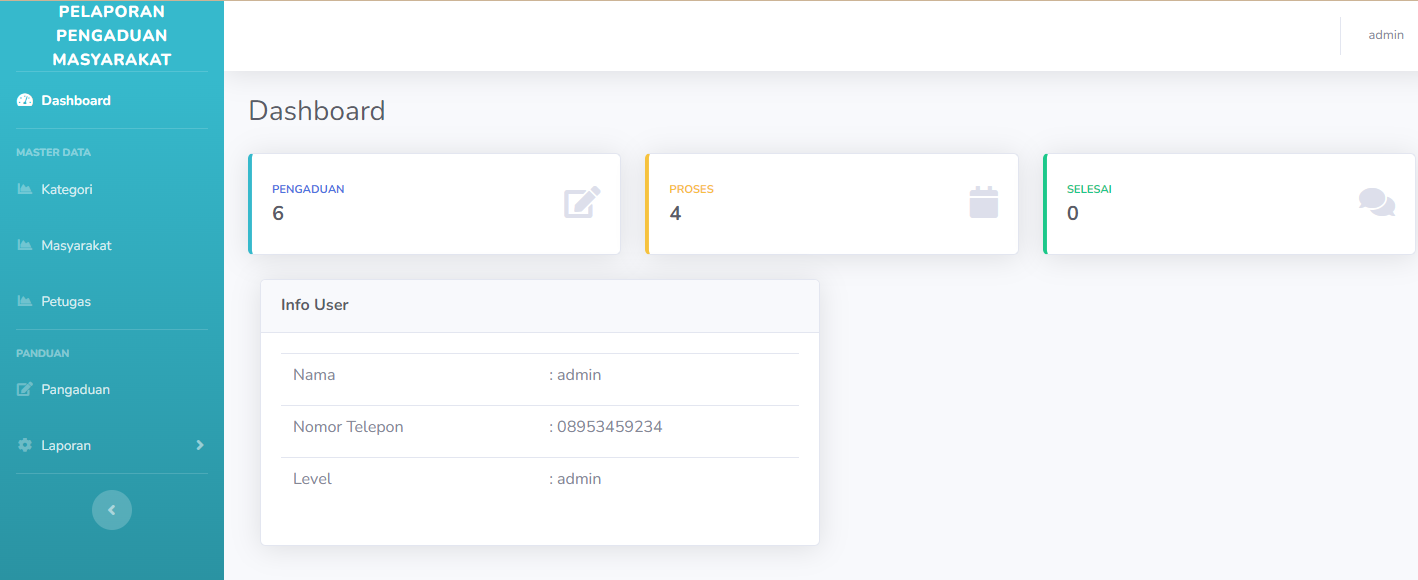 PELAPORAN
PENGADUAN
MASYARAKAT
Dashboard
MASTER DATA
Kategori
Masyarakat
Petugas
PANDUAN
Pangaduan
Laporan
admin
Dashboard
PENGADUAN
6
PROSES
4
SELESAI
0
Info User
Nama : admin
Nomor Telepon : 08953459234
Level : admin